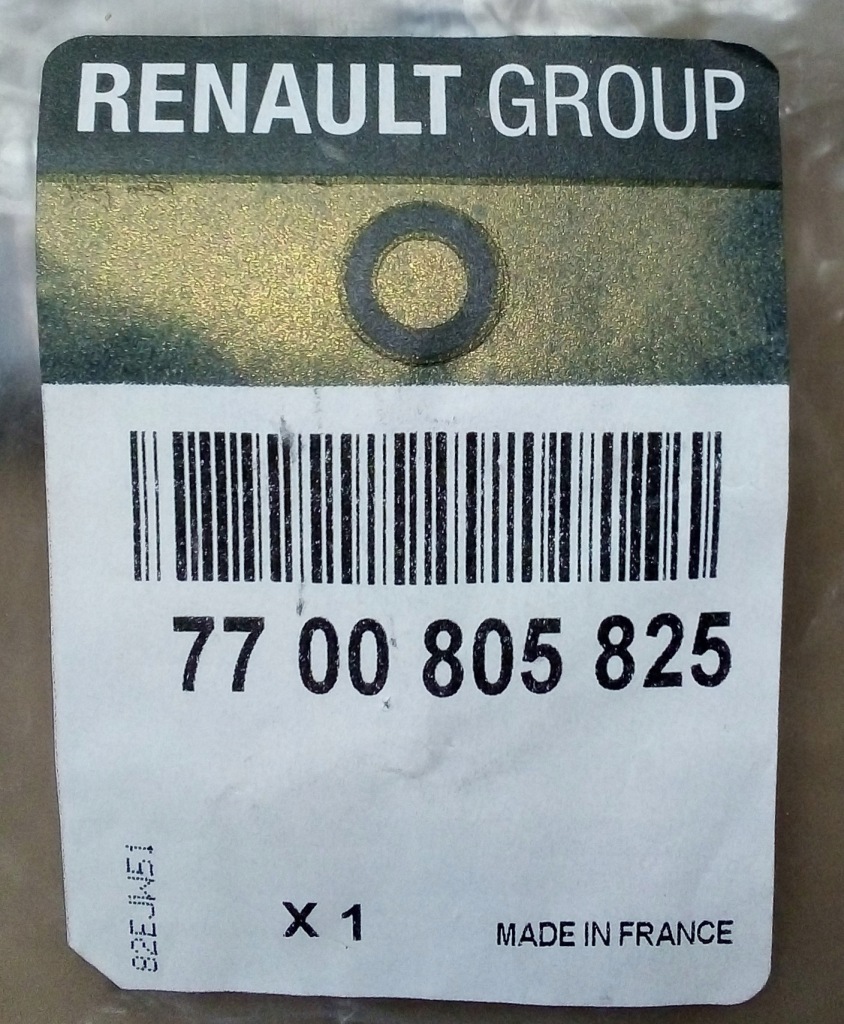 RENAULT GROUP
77 00 805 825
X 1
MADE IN FRANCE